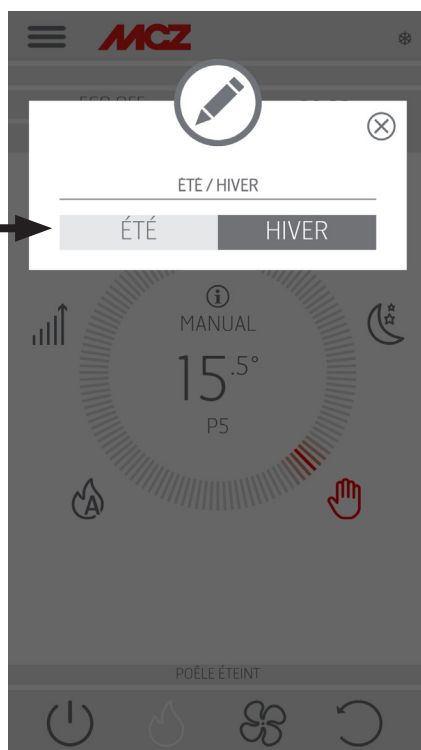 MCZ
ÉTÉ / HIVER
ÉTÉ
HIVER
MANUAL
15.5°
P5
A
POÊLE ÉTEINT